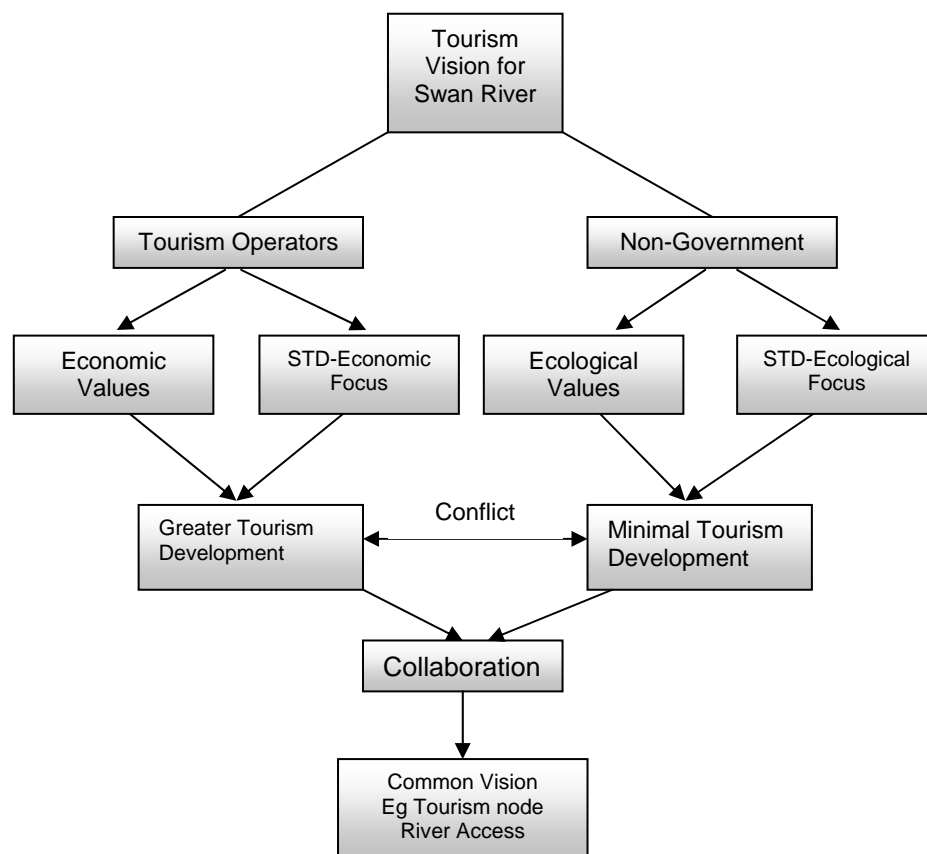 Tourism
Vision for
Swan River
Tourism Operators
Non-Government
Economic
Values
STD-Economic
Focus
Ecological
Values
STD-Ecological
Focus
Greater Tourism
Development
Conflict
Minimal Tourism
Development
Collaboration
Common Vision
Eg Tourism node
River Access